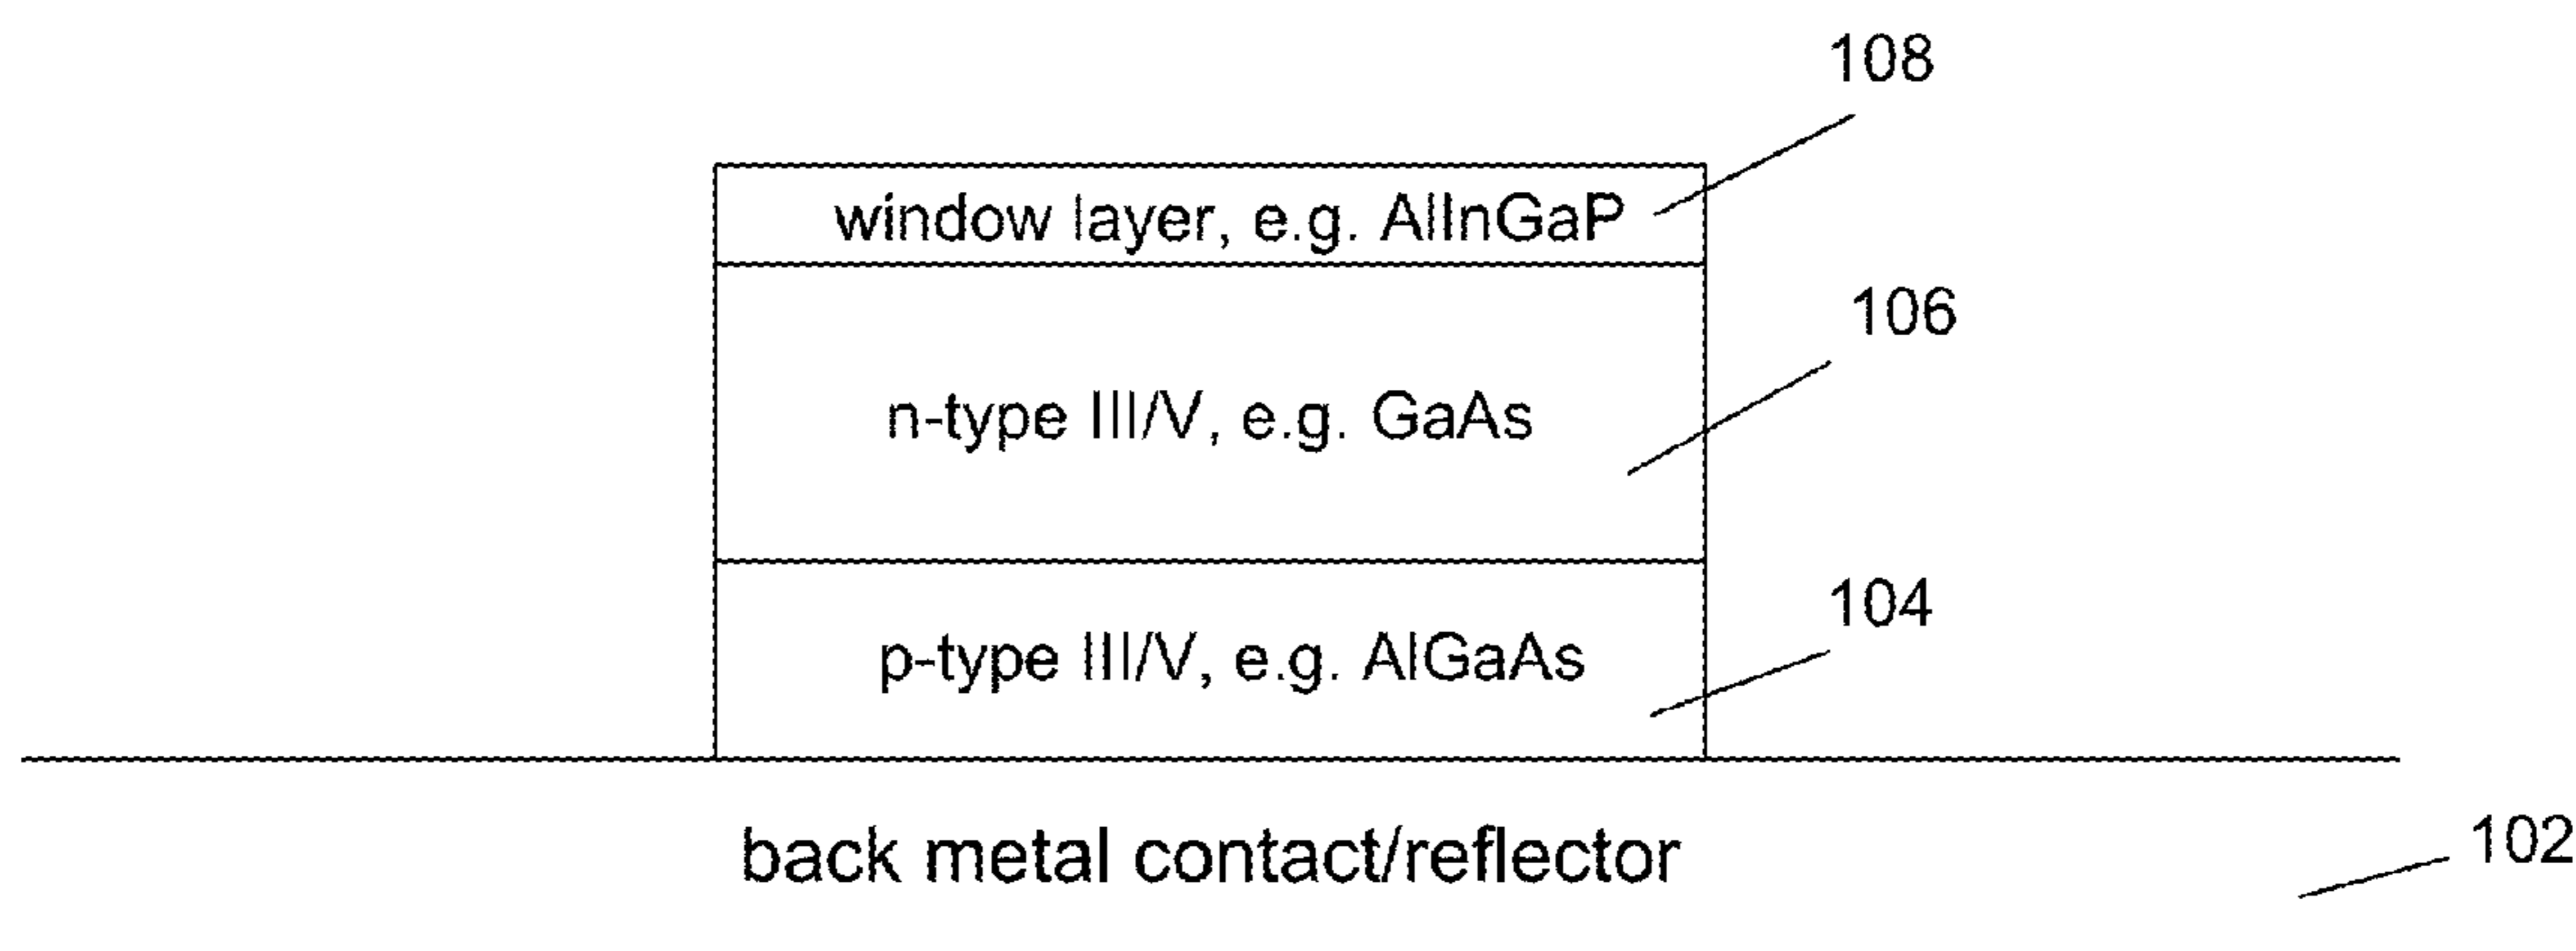 108
window layer, e.g. AlInGaP
106
n-type III/V, e.g. GaAs
104
p-type III/V, e.g. AlGaAs
back metal contact/reflector
102